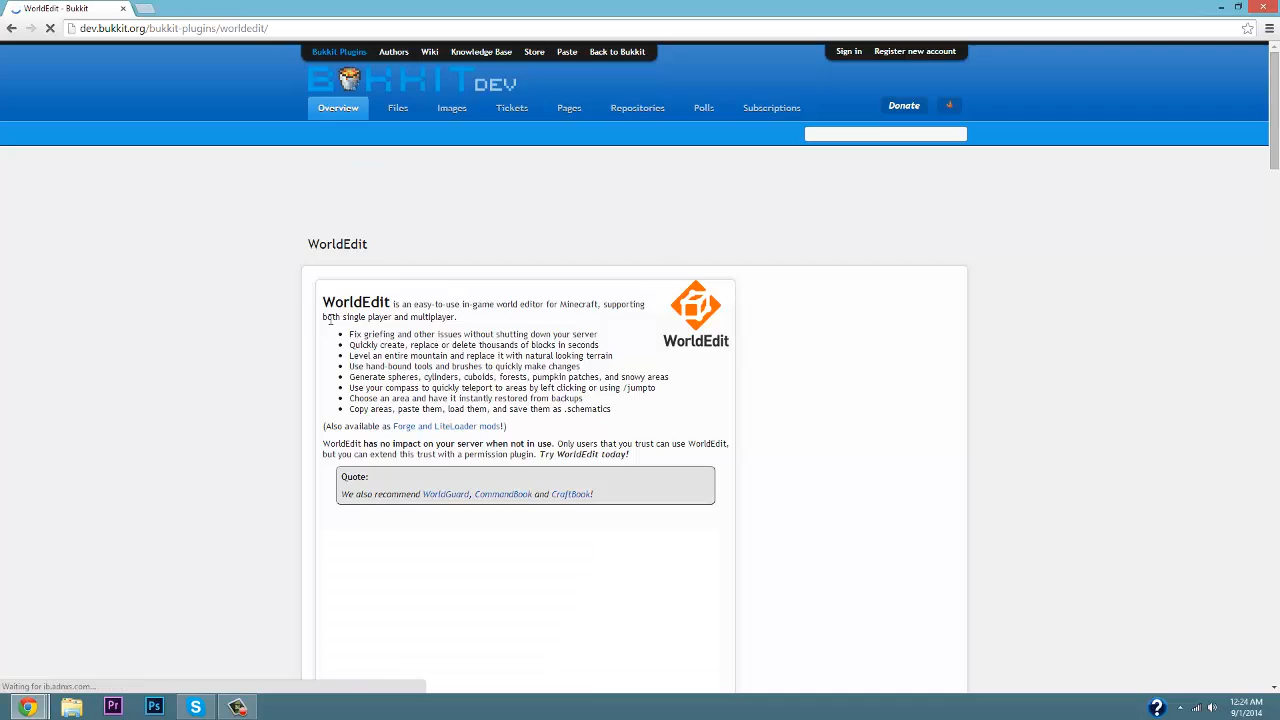 WorldEdit - Bukkit
dev.bukkit.org/bukkit-plugins/worldedit/
Bukkit Plugins Authors Wiki Knowledge Base Store Paste Back to Bukkit Sign in Register new account
BUKKIT DEV
Overview Files Images Tickets Pages Repositories Polls Subscriptions Donate
WorldEdit
WorldEdit is an easy-to-use in-game world editor for Minecraft, supporting
both single player and multiplayer.
WorldEdit
• Fix griefing and other issues without shutting down your server
• Quickly create, replace or delete thousands of blocks in seconds
• Level an entire mountain and replace it with natural looking terrain
• Use hand-bound tools and brushes to quickly make changes
• Generate spheres, cylinders, cuboids, forests, pumpkin patches, and snowy areas
• Use your compass to quickly teleport to areas by left clicking or using /jumpto
• Choose an area and have it instantly restored from backups
• Copy areas, paste them, load them, and save them as .schematics
(Also available as Forge and LiteLoader mods!)
WorldEdit has no impact on your server when not in use. Only users that you trust can use WorldEdit,
but you can extend this trust with a permission plugin. Try WorldEdit today!
Quote:
We also recommend WorldGuard, CommandBook and CraftBook!
Waiting for ib.adnxs.com...
Pr Ps S
12:24 AM
9/1/2014